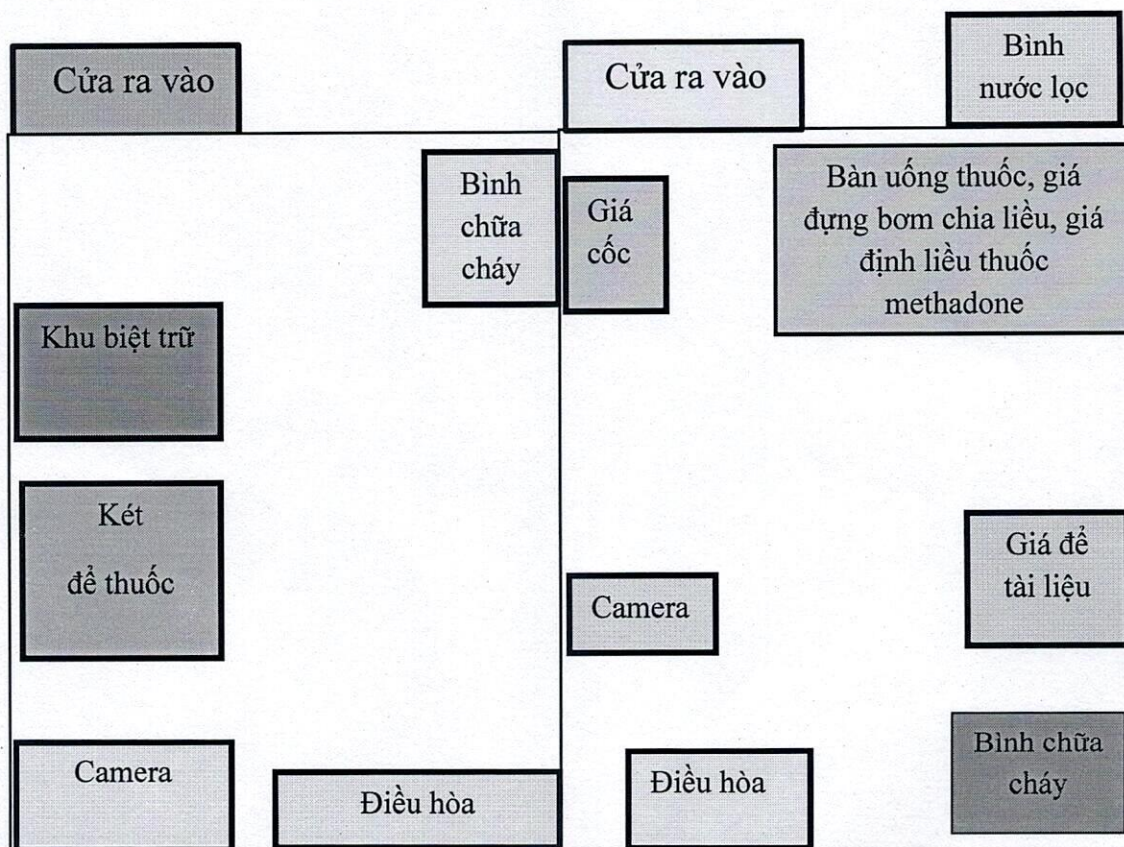 Cửa ra vào
Cửa ra vào
Bình
nước lọc
Bình
chữa
cháy
Giá
cốc
Bàn uống thuốc, giá
đựng bơm chia liều, giá
định liều thuốc
methadone
Khu biệt trữ
Két
để thuốc
Camera
Giá để
tài liệu
Camera
Điều hòa
Điều hòa
Bình chữa
cháy